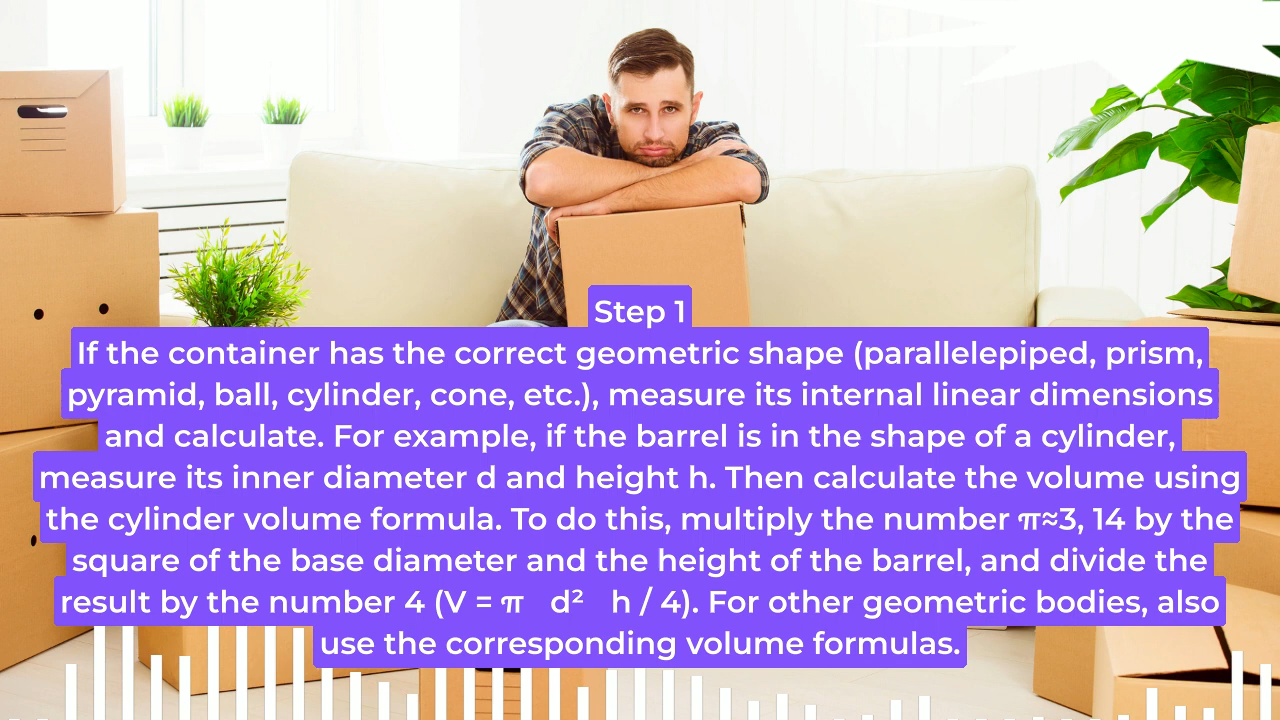 Step 1
If the container has the correct geometric shape (parallelepiped, prism,
pyramid, ball, cylinder, cone, etc.), measure its internal linear dimensions
and calculate. For example, if the barrel is in the shape of a cylinder,
measure its inner diameter d and height h. Then calculate the volume using
the cylinder volume formula. To do this, multiply the number π≈3, 14 by the
square of the base diameter and the height of the barrel, and divide the
result by the number 4 (V = π d² h / 4). For other geometric bodies, also
use the corresponding volume formulas.